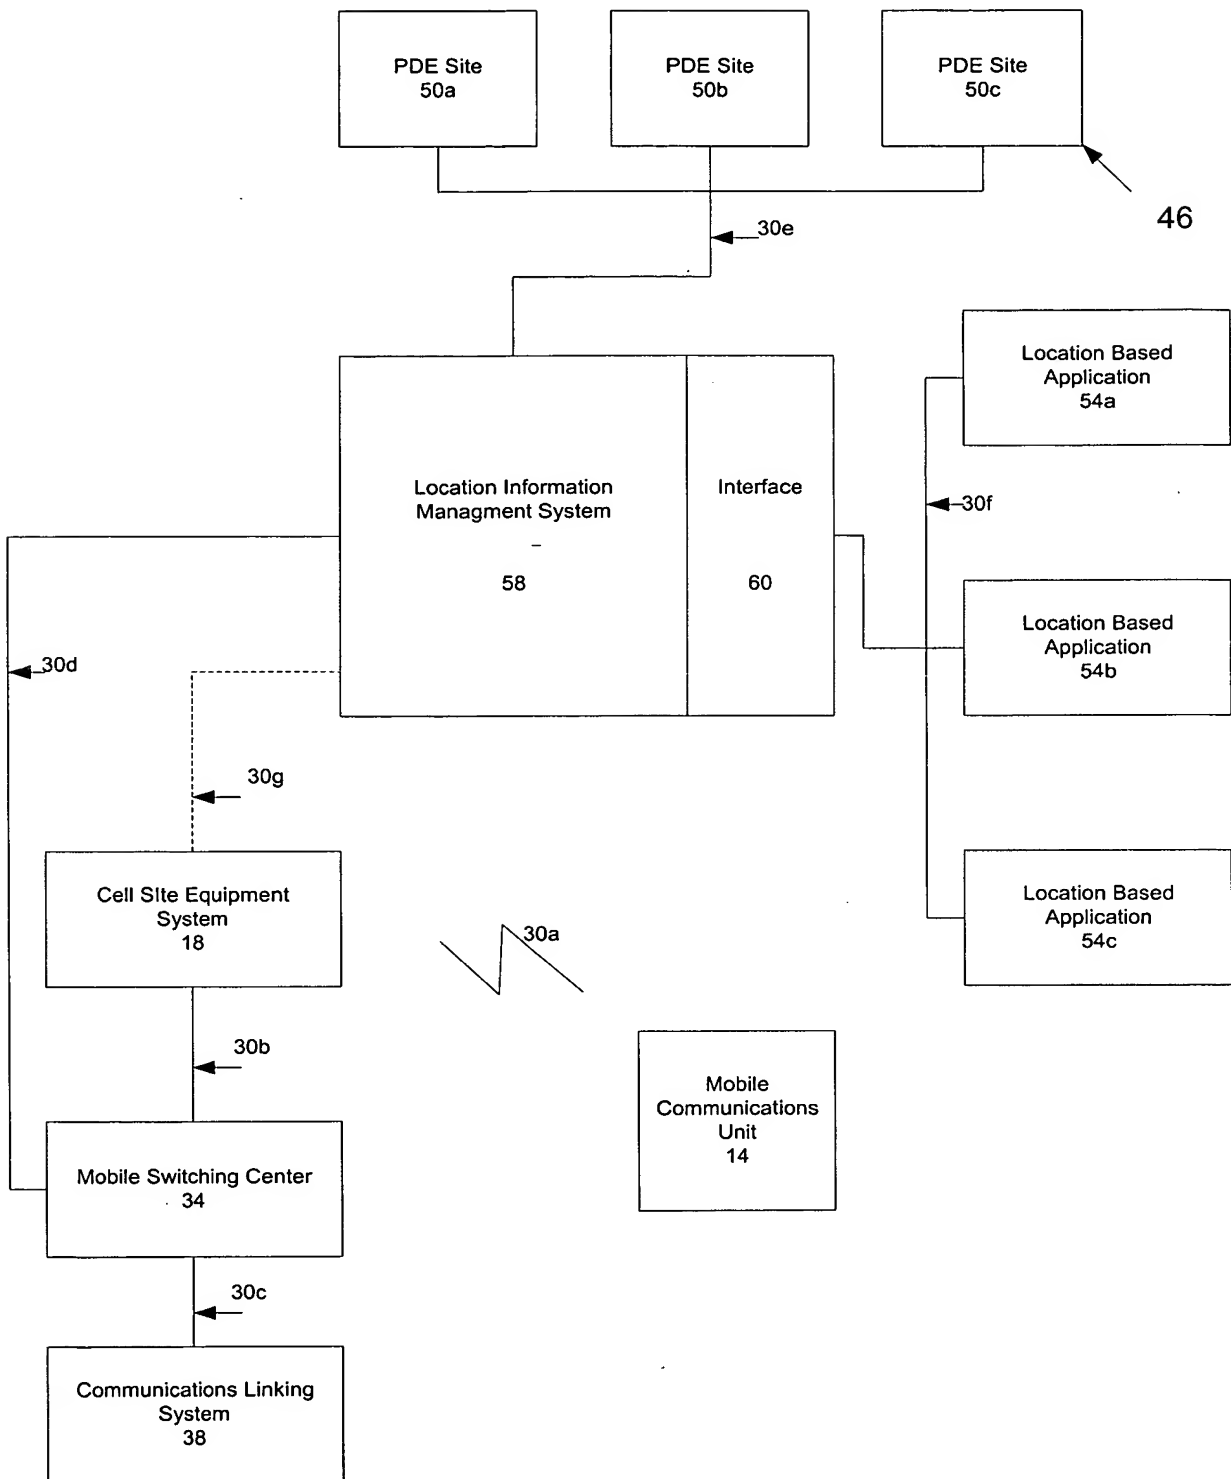 PDE Site
50a
PDE Site
50b
PDE Site
50c
46
30e
Location Based
Application
54a
Location Information
Managment System
58
Interface
60
30f
Location Based
Application
54b
30d
30g
Cell SIte Equipment
System
18
Location Based
Application
54c
30a
30b
Mobile
Communications
Unit
14
Mobile Switching Center
34
30c
Communications Linking
System
38